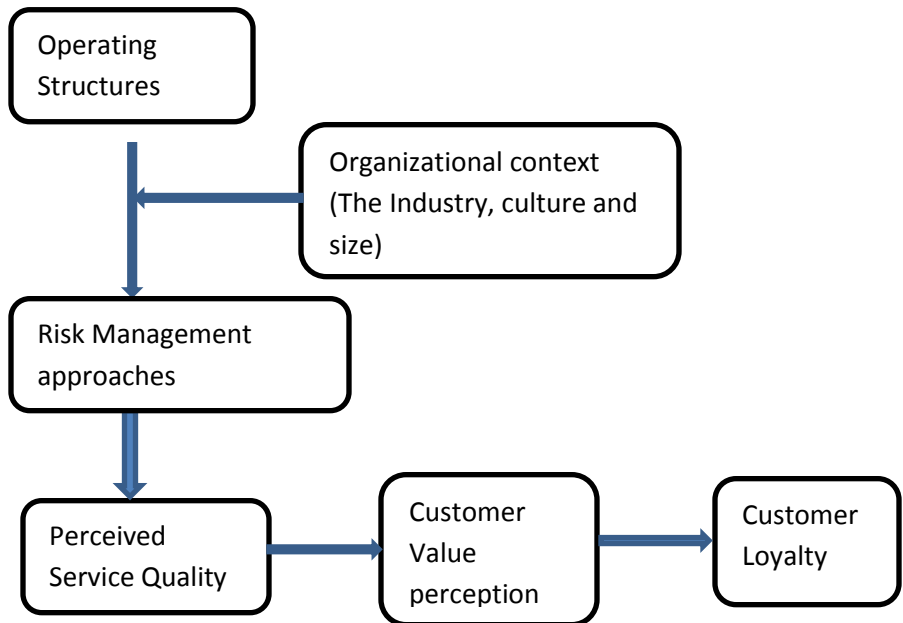 Operating
Structures
Organizational context
(The Industry, culture and
size)
Risk Management
approaches
Perceived
Service Quality
Customer
Value
perception
Customer
Loyalty